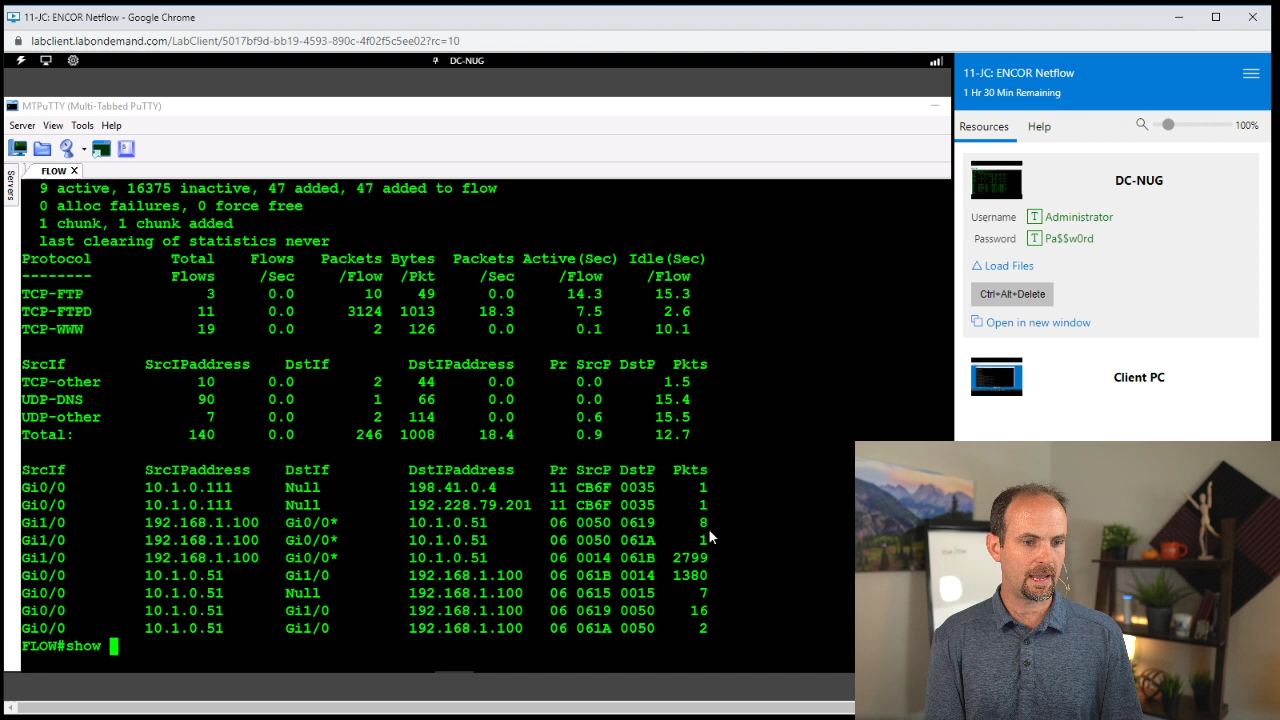 11-JC: ENCOR Netflow - Google Chrome
labclient.labondemand.com/LabClient/5017bf9d-bb19-4593-890c-4f02f5c5ee02?rc=10
DC-NUG
MTPuTTY (Multi-Tabbed PuTTY)
Server View Tools Help
Servers
FLOW X
9 active, 16375 inactive, 47 added, 47 added to flow
0 alloc failures, 0 force free
1 chunk, 1 chunk added
last clearing of statistics never
Protocol Total Flows Packets Bytes Packets Active(Sec) Idle(Sec)
-------- Flows /Sec /Flow /Pkt /Sec /Flow /Flow
TCP-FTP 3 0.0 10 49 0.0 14.3 15.3
TCP-FTPD 11 0.0 3124 1013 18.3 7.5 2.6
TCP-WWW 19 0.0 2 126 0.0 0.1 10.1
SrcIf SrcIPaddress DstIf DstIPaddress Pr SrcP DstP Pkts
TCP-other 10 0.0 2 44 0.0 0.0 1.5
UDP-DNS 90 0.0 1 66 0.0 0.0 15.4
UDP-other 7 0.0 2 114 0.0 0.6 15.5
Total: 140 0.0 246 1008 18.4 0.9 12.7
SrcIf SrcIPaddress DstIf DstIPaddress Pr SrcP DstP Pkts
Gi0/0 10.1.0.111 Null 198.41.0.4 11 CB6F 0035 1
Gi0/0 10.1.0.111 Null 192.228.79.201 11 CB6F 0035 1
Gi1/0 192.168.1.100 Gi0/0* 10.1.0.51 06 0050 0619 8
Gi1/0 192.168.1.100 Gi0/0* 10.1.0.51 06 0050 061A 1
Gi1/0 192.168.1.100 Gi0/0* 10.1.0.51 06 0014 061B 2799
Gi0/0 10.1.0.51 Gi1/0 192.168.1.100 06 061B 0014 1380
Gi0/0 10.1.0.51 Null 192.168.1.100 06 0615 0015 7
Gi0/0 10.1.0.51 Gi1/0 192.168.1.100 06 0619 0050 16
Gi0/0 10.1.0.51 Gi1/0 192.168.1.100 06 061A 0050 2
FLOW#show
11-JC: ENCOR Netflow
1 Hr 30 Min Remaining
Resources Help 100%
DC-NUG
Username T Administrator
Password T Pa$$w0rd
Load Files
Ctrl+Alt+Delete
Open in new window
Client PC